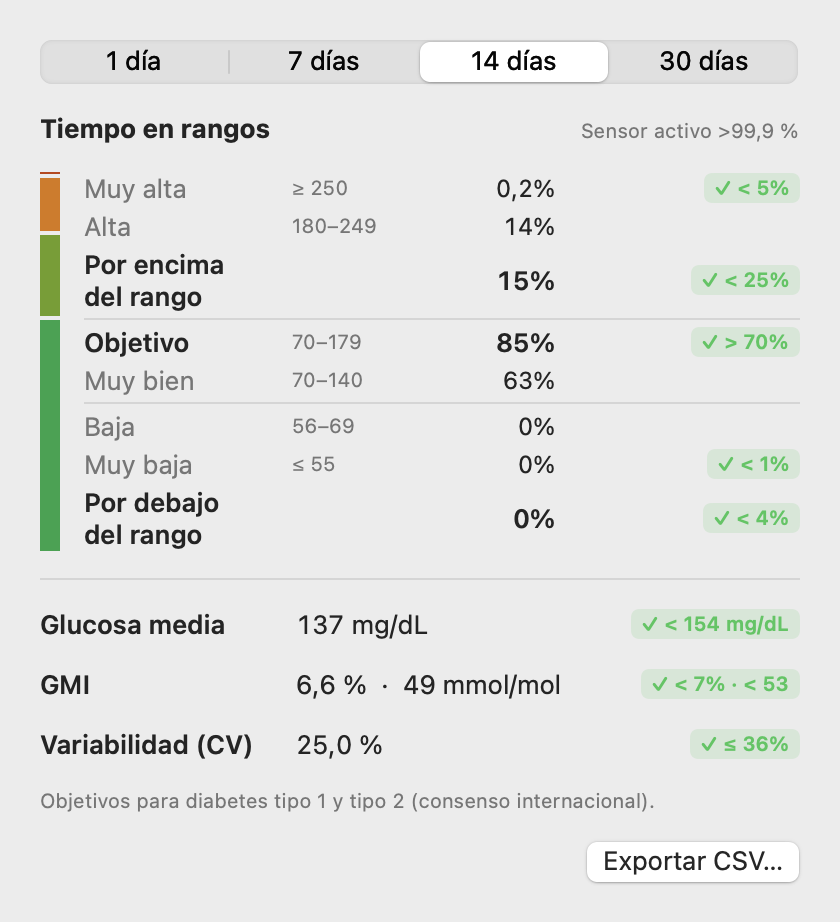 1 día 7 días 14 días 30 días
Tiempo en rangos Sensor activo >99,9 %
Muy alta ≥ 250 0,2% ✓ < 5%
Alta 180–249 14%
Por encima
del rango 15% ✓ < 25%
Objetivo 70–179 85% ✓ > 70%
Muy bien 70–140 63%
Baja 56–69 0%
Muy baja ≤ 55 0% ✓ < 1%
Por debajo
del rango 0% ✓ < 4%
Glucosa media 137 mg/dL ✓ < 154 mg/dL
GMI 6,6 % · 49 mmol/mol ✓ < 7% · < 53
Variabilidad (CV) 25,0 % ✓ ≤ 36%
Objetivos para diabetes tipo 1 y tipo 2 (consenso internacional).
Exportar CSV...